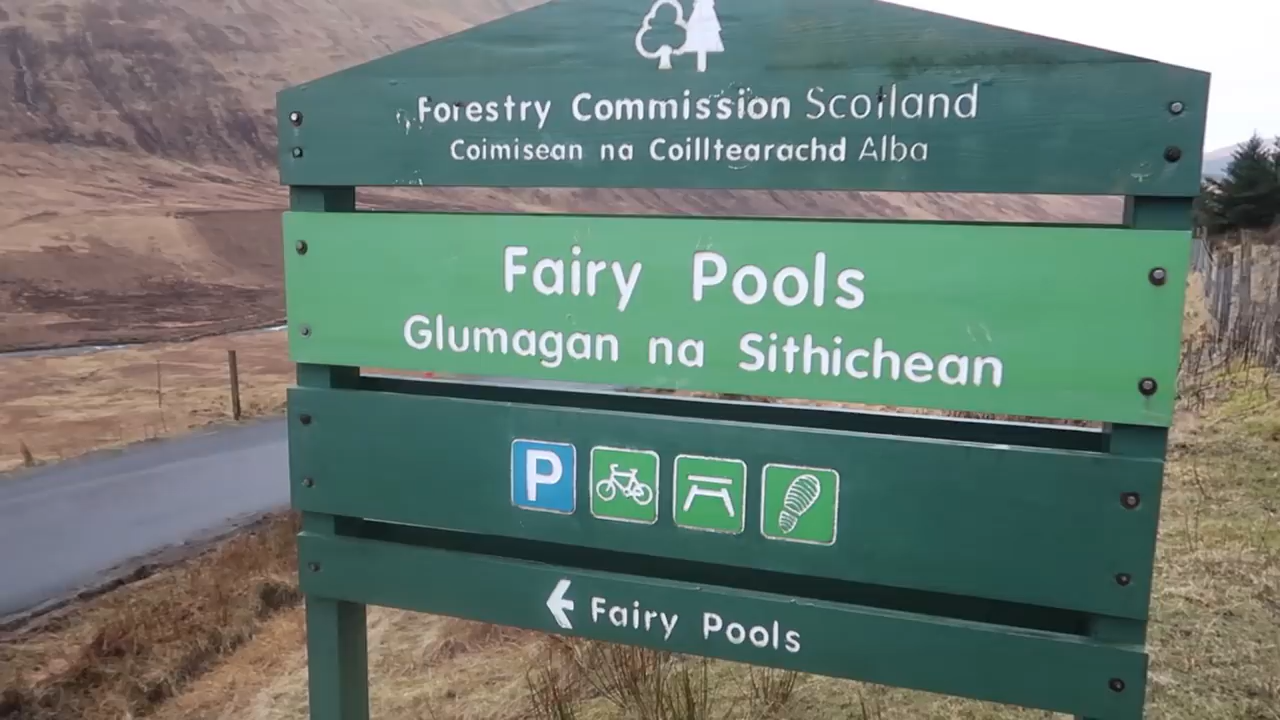 Forestry Commission Scotland
Coimisean na Coilltearachd Alba
Fairy Pools
Glumagan na Sithichean
P
Fairy Pools